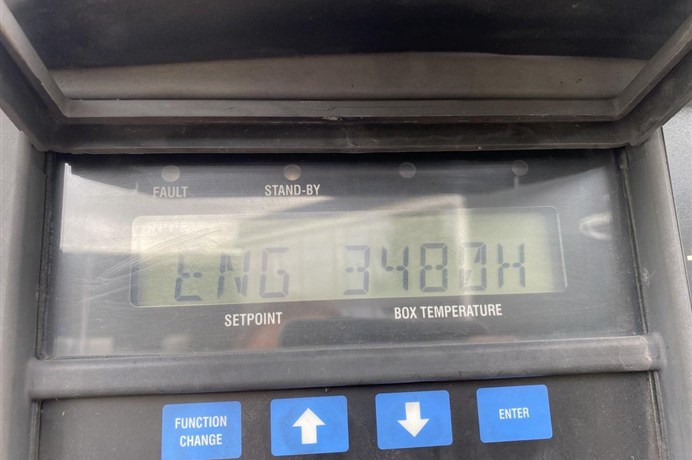 FAULT STAND-BY
ENG 3480H
SETPOINT BOX TEMPERATURE
FUNCTION CHANGE
ENTER